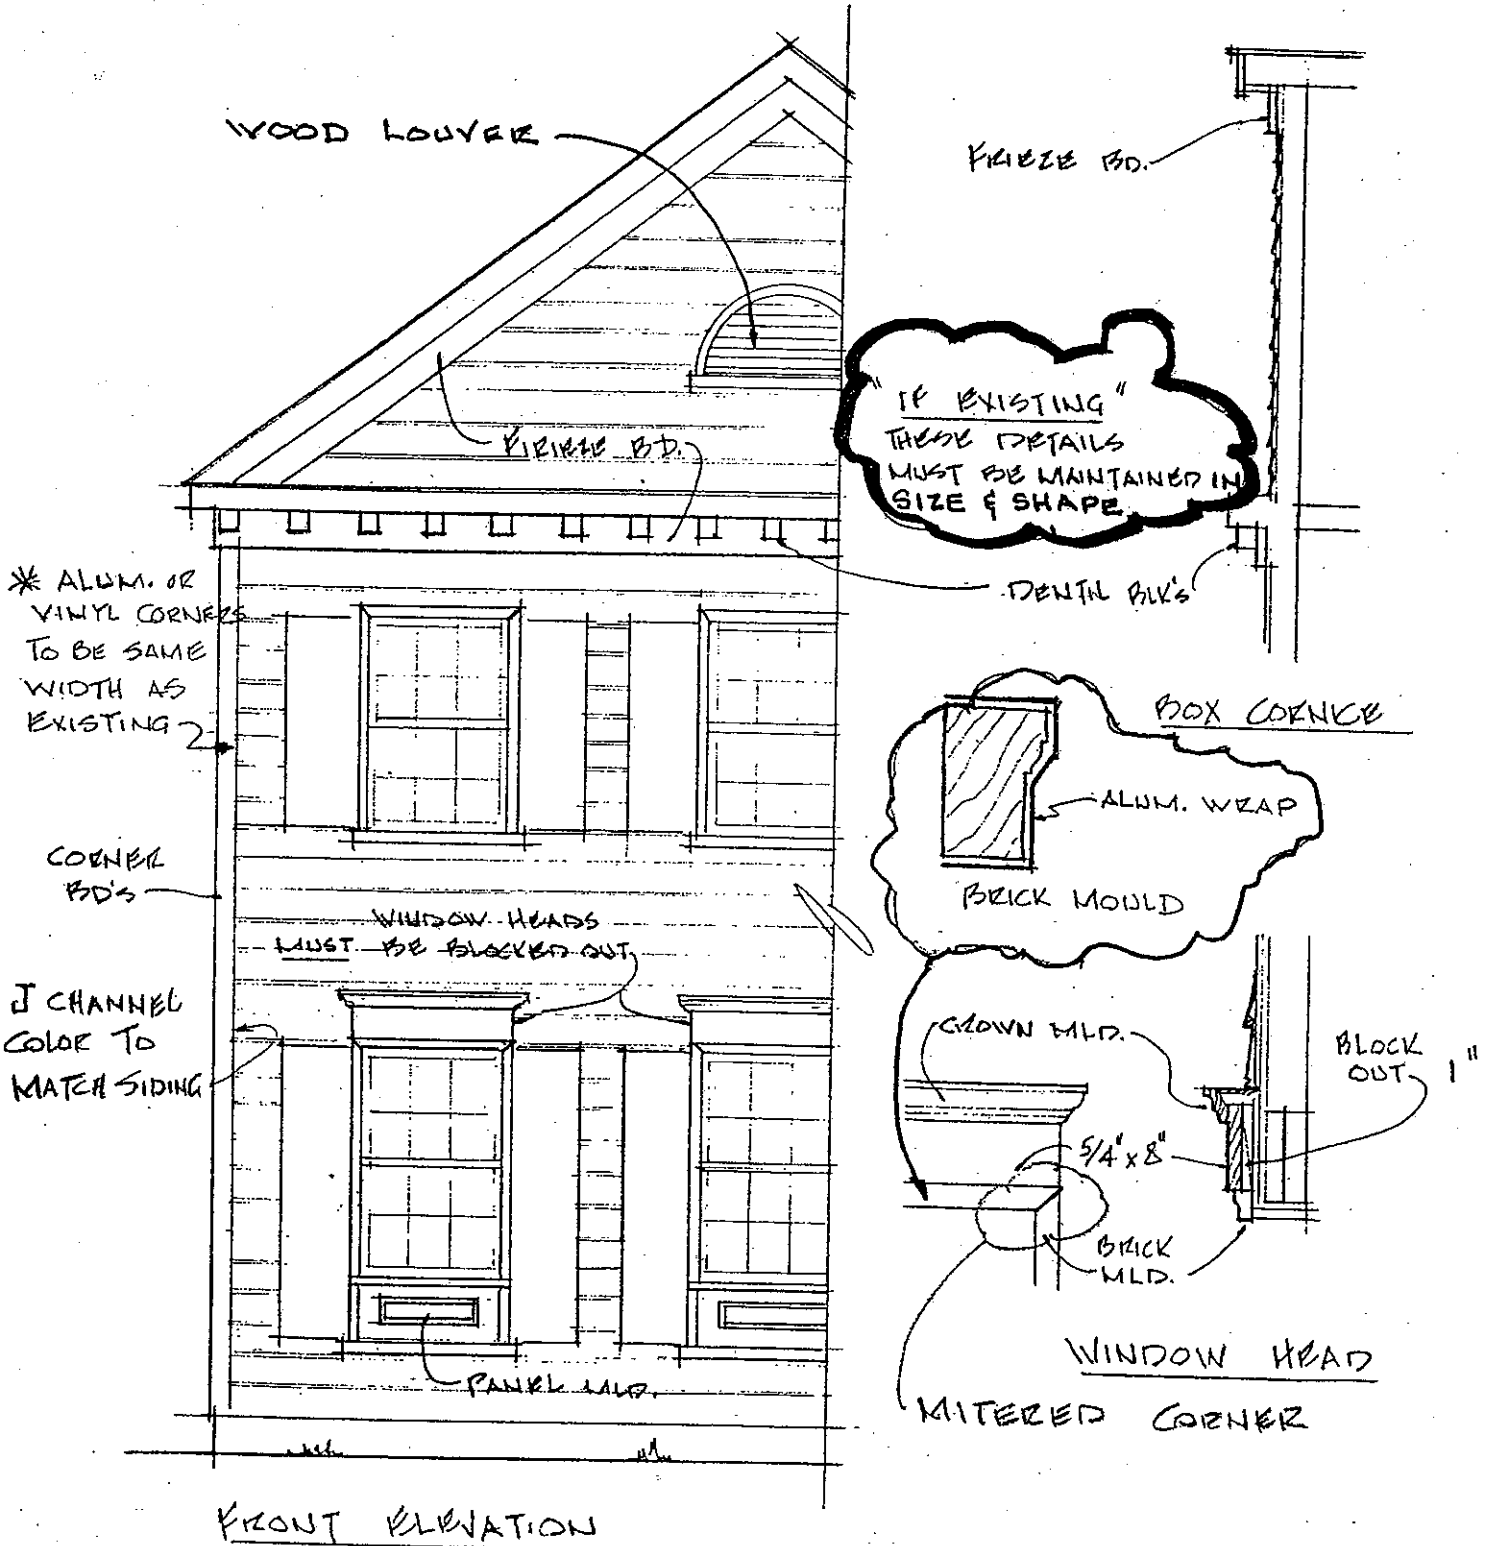 WOOD LOUVER
FRIEZE BD.
"IF EXISTING"
THESE DETAILS
MUST BE MAINTAINED IN
SIZE & SHAPE
FIRIEZE BD.
* ALUM. OR
VINYL CORNERS
TO BE SAME
WIDTH AS
EXISTING
DENTIL BLK'S
BOX CORNICE
ALUM. WRAP
BRICK MOULD
CORNER
BD'S
WINDOW HEADS
MUST BE BLOCKED OUT
J CHANNEL
COLOR TO
MATCH SIDING
CROWN MLD.
BLOCK
OUT 1"
5/4" x 8"
BRICK
MLD.
WINDOW HEAD
PANEL MLD.
MITERED CORNER
FRONT ELEVATION